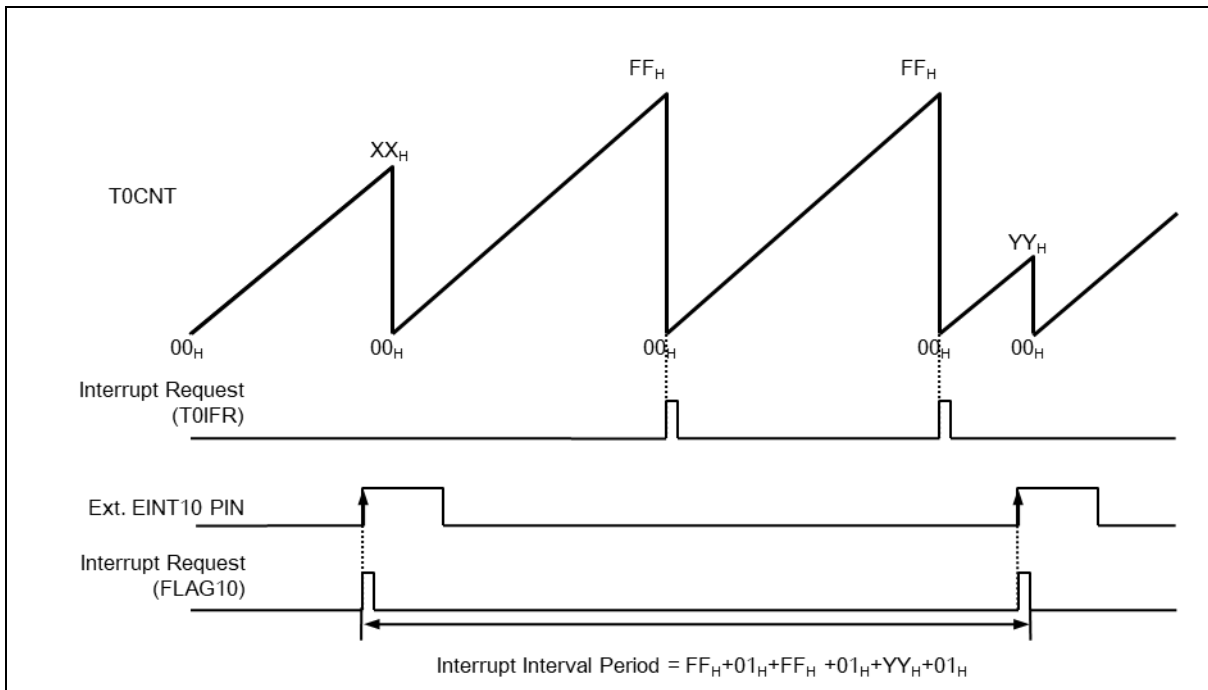 FFH FFH
XXH
T0CNT
YYH
00H 00H 00H 00H 00H
Interrupt Request
(T0IFR)
Ext. EINT10 PIN
Interrupt Request
(FLAG10)
Interrupt Interval Period = FFH+01H+FFH +01H+YYH+01H